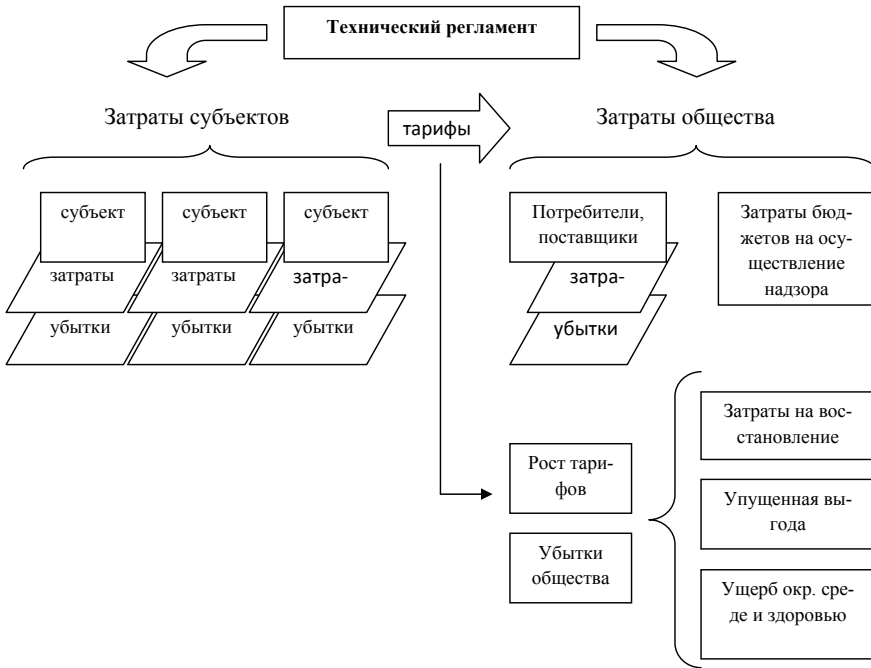 Технический регламент
Затраты субъектов
тарифы
Затраты общества
субъект
субъект
субъект
затраты
затраты
затра-
убытки
убытки
убытки
Потребители,
поставщики
затра-
убытки
Затраты бюд-
жетов на осу-
ществление
надзора
Рост тари-
фов
Убытки
общества
Затраты на вос-
становление
Упущенная вы-
года
Ущерб окр. сре-
де и здоровью